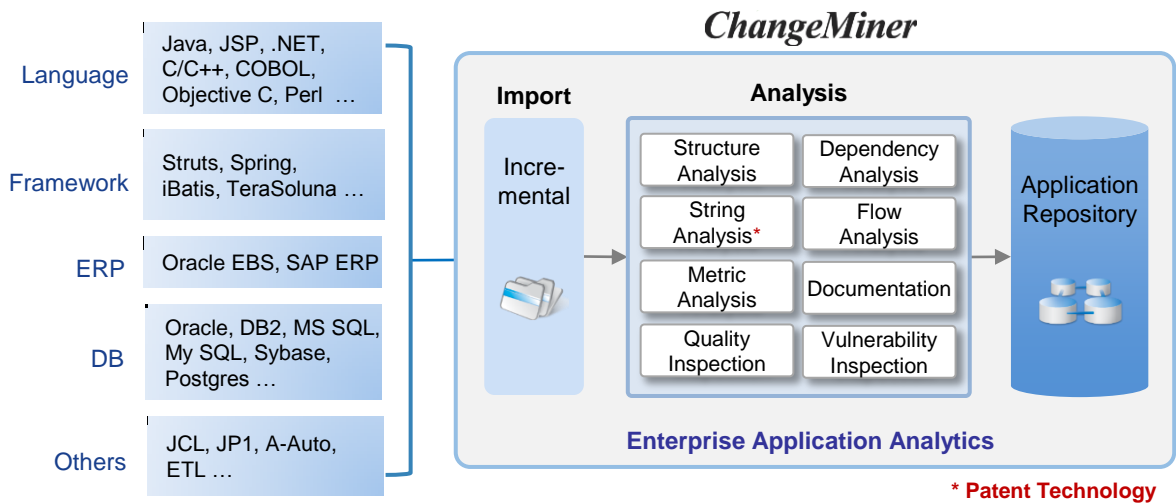 ChangeMiner
Language
Java, JSP, .NET,
C/C++, COBOL,
Objective C, Perl …
Framework
Struts, Spring,
iBatis, TeraSoluna …
ERP
Oracle EBS, SAP ERP
DB
Oracle, DB2, MS SQL,
My SQL, Sybase,
Postgres …
Others
JCL, JP1, A-Auto,
ETL …
Import
Incre-
mental
Analysis
Structure
Analysis
Dependency
Analysis
String
Analysis*
Flow
Analysis
Metric
Analysis
Documentation
Quality
Inspection
Vulnerability
Inspection
Application
Repository
Enterprise Application Analytics
* Patent Technology